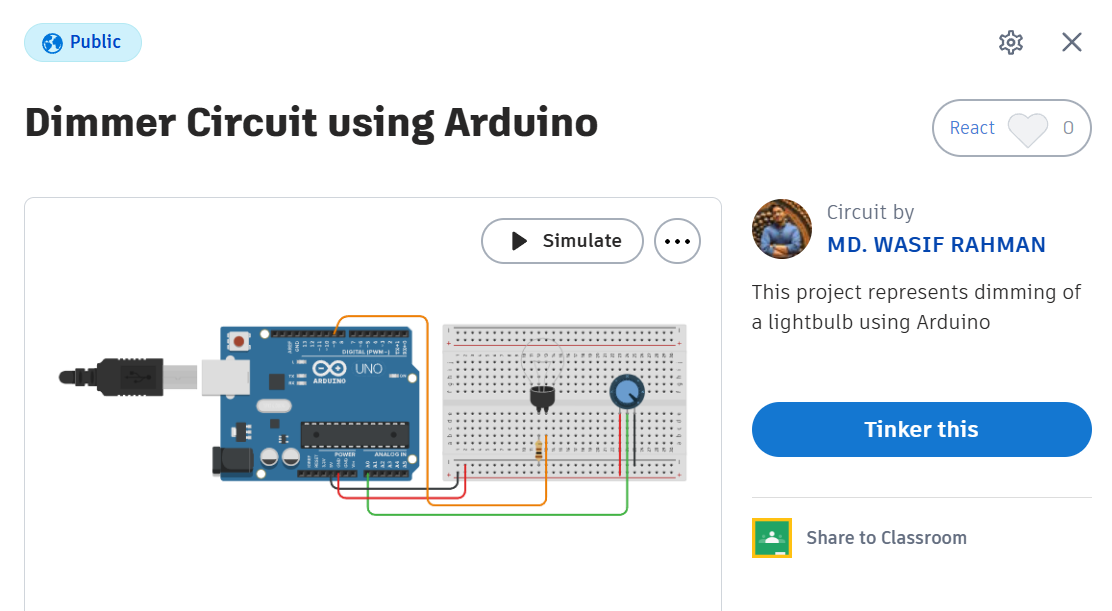 Public
Dimmer Circuit using Arduino
React 0
Simulate
Circuit by
MD. WASIF RAHMAN
This project represents dimming of
a lightbulb using Arduino
DIGITAL (PWM~)
UNO
ARDUINO
POWER
ANALOG IN
Tinker this
Share to Classroom